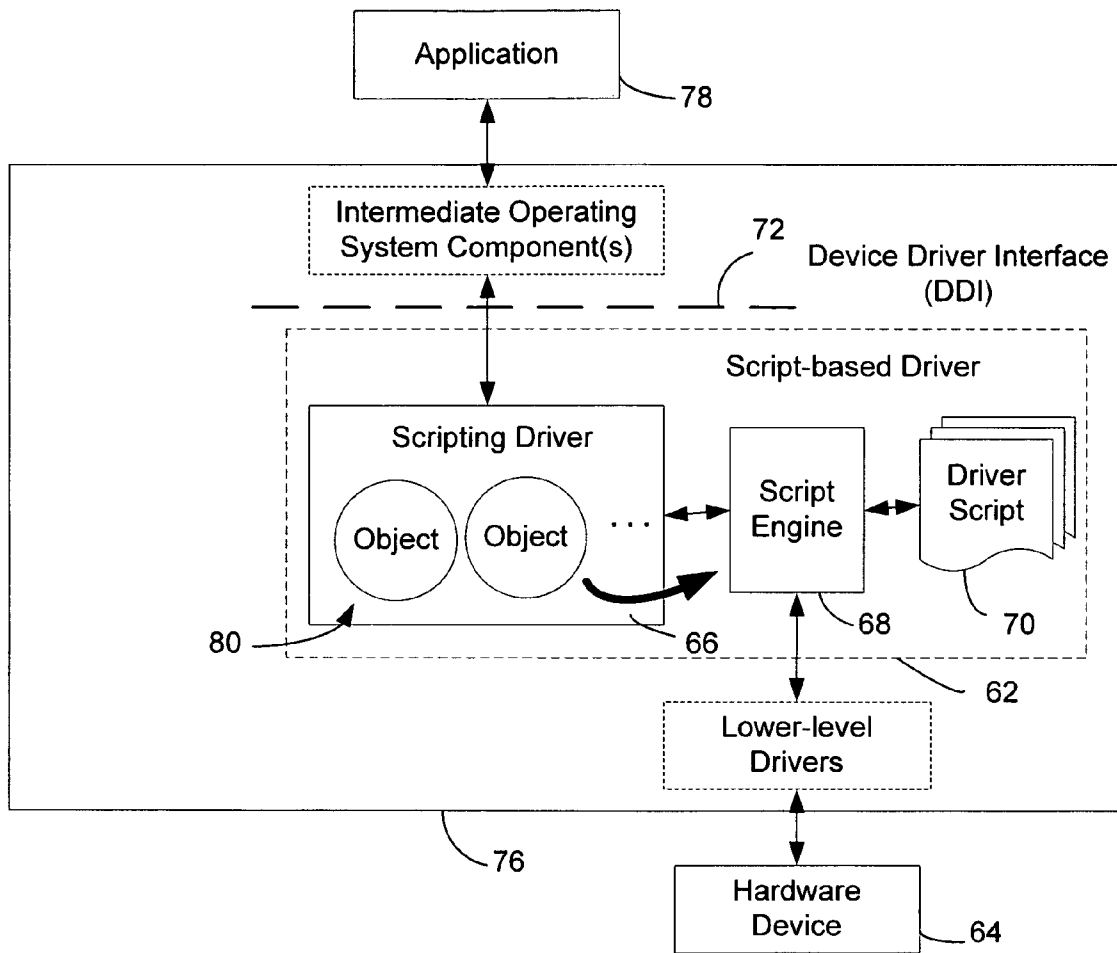 Application
78
Intermediate Operating
System Component(s)
72
Device Driver Interface
(DDI)
Script-based Driver
Scripting Driver
Object
Object
...
Script
Engine
Driver
Script
80
66
68
70
62
Lower-level
Drivers
76
Hardware
Device
64